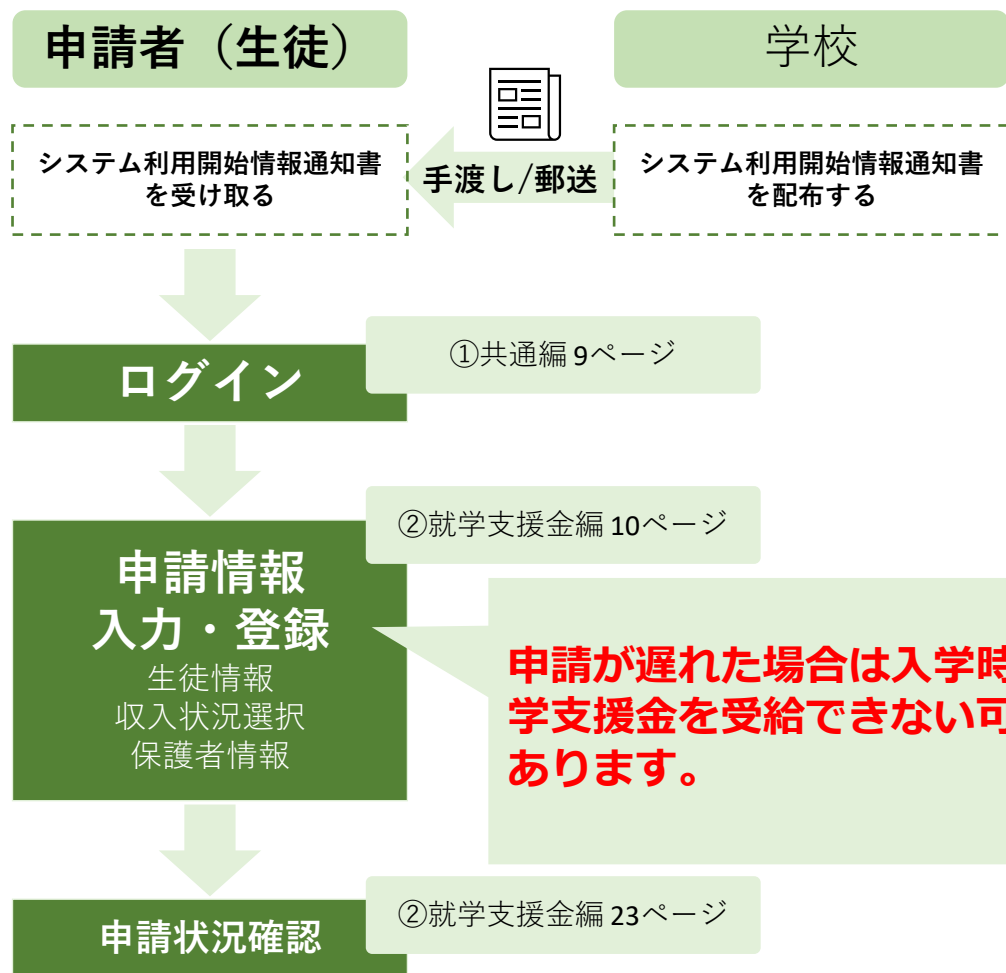 申請者（生徒）
学校
システム利用開始情報通知書
を受け取る
手渡し/郵送
システム利用開始情報通知書
を配布する
ログイン
①共通編 9ページ
②就学支援金編 10ページ
申請情報
入力・登録
生徒情報
収入状況選択
保護者情報
申請が遅れた場合は入学時
学支援金を受給できない可
あります。
②就学支援金編 23ページ
申請状況確認